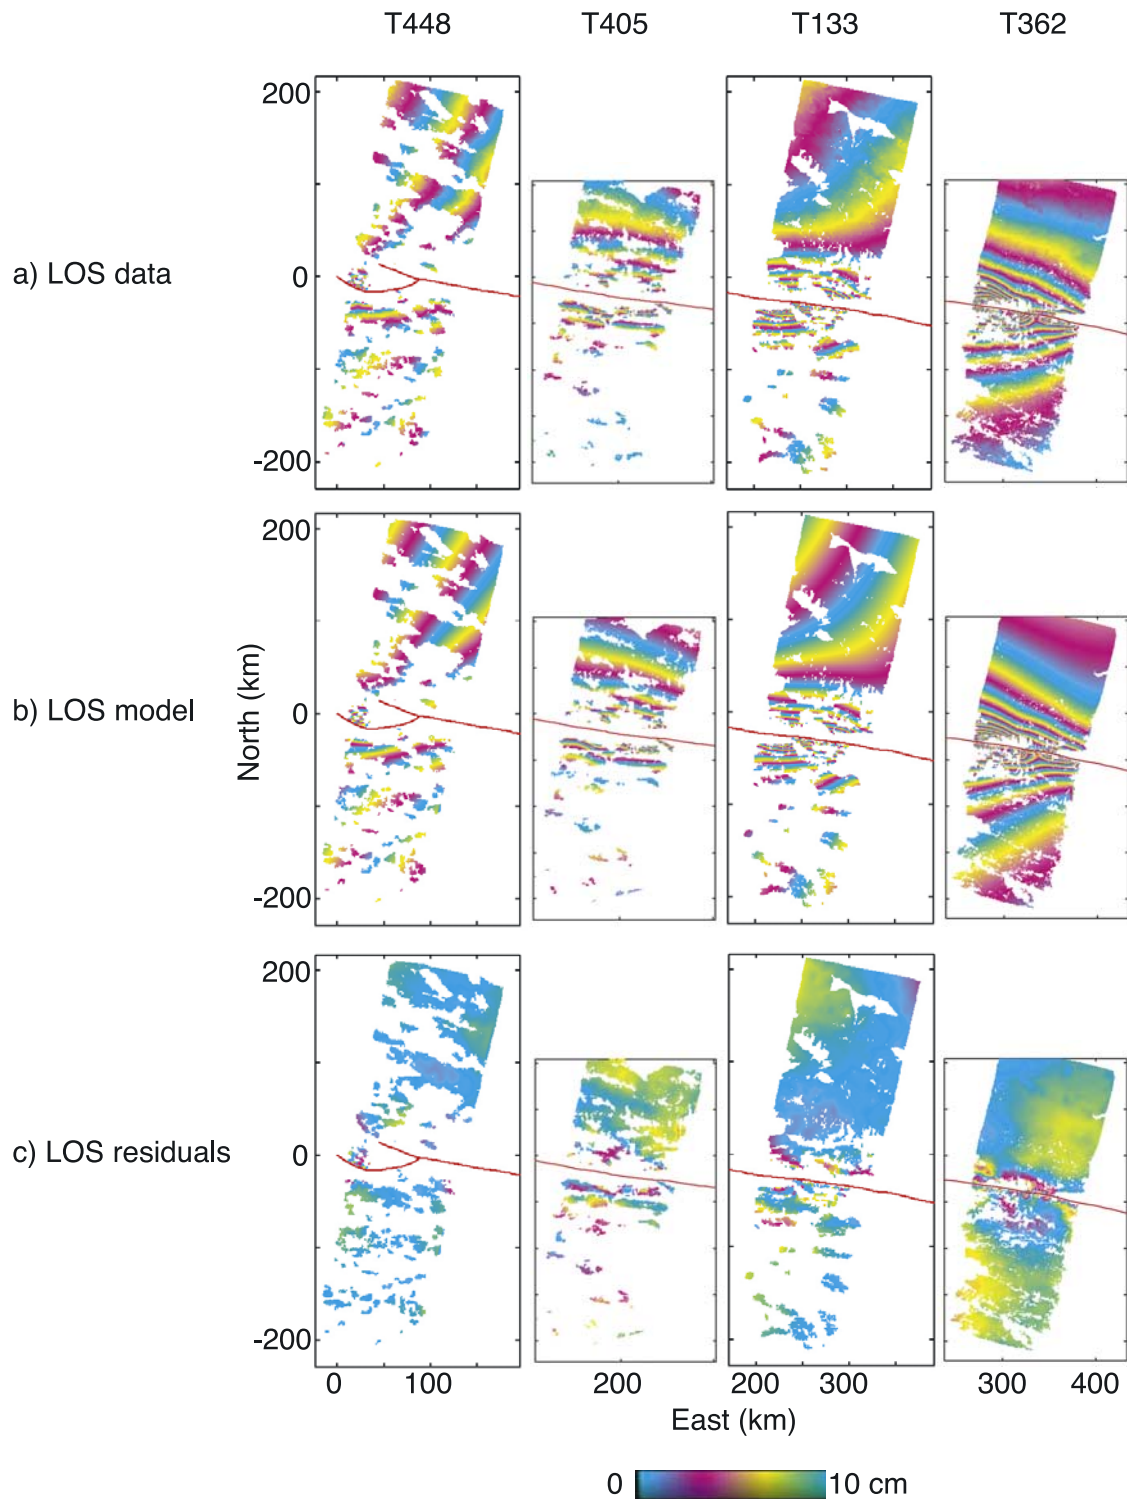 T448 T405 T133 T362
200
a) LOS data
0
-200
200
b) LOS model
0
North (km)
-200
200
c) LOS residuals
0
-200
0 100 200 200 300 300 400
East (km)
0 10 cm